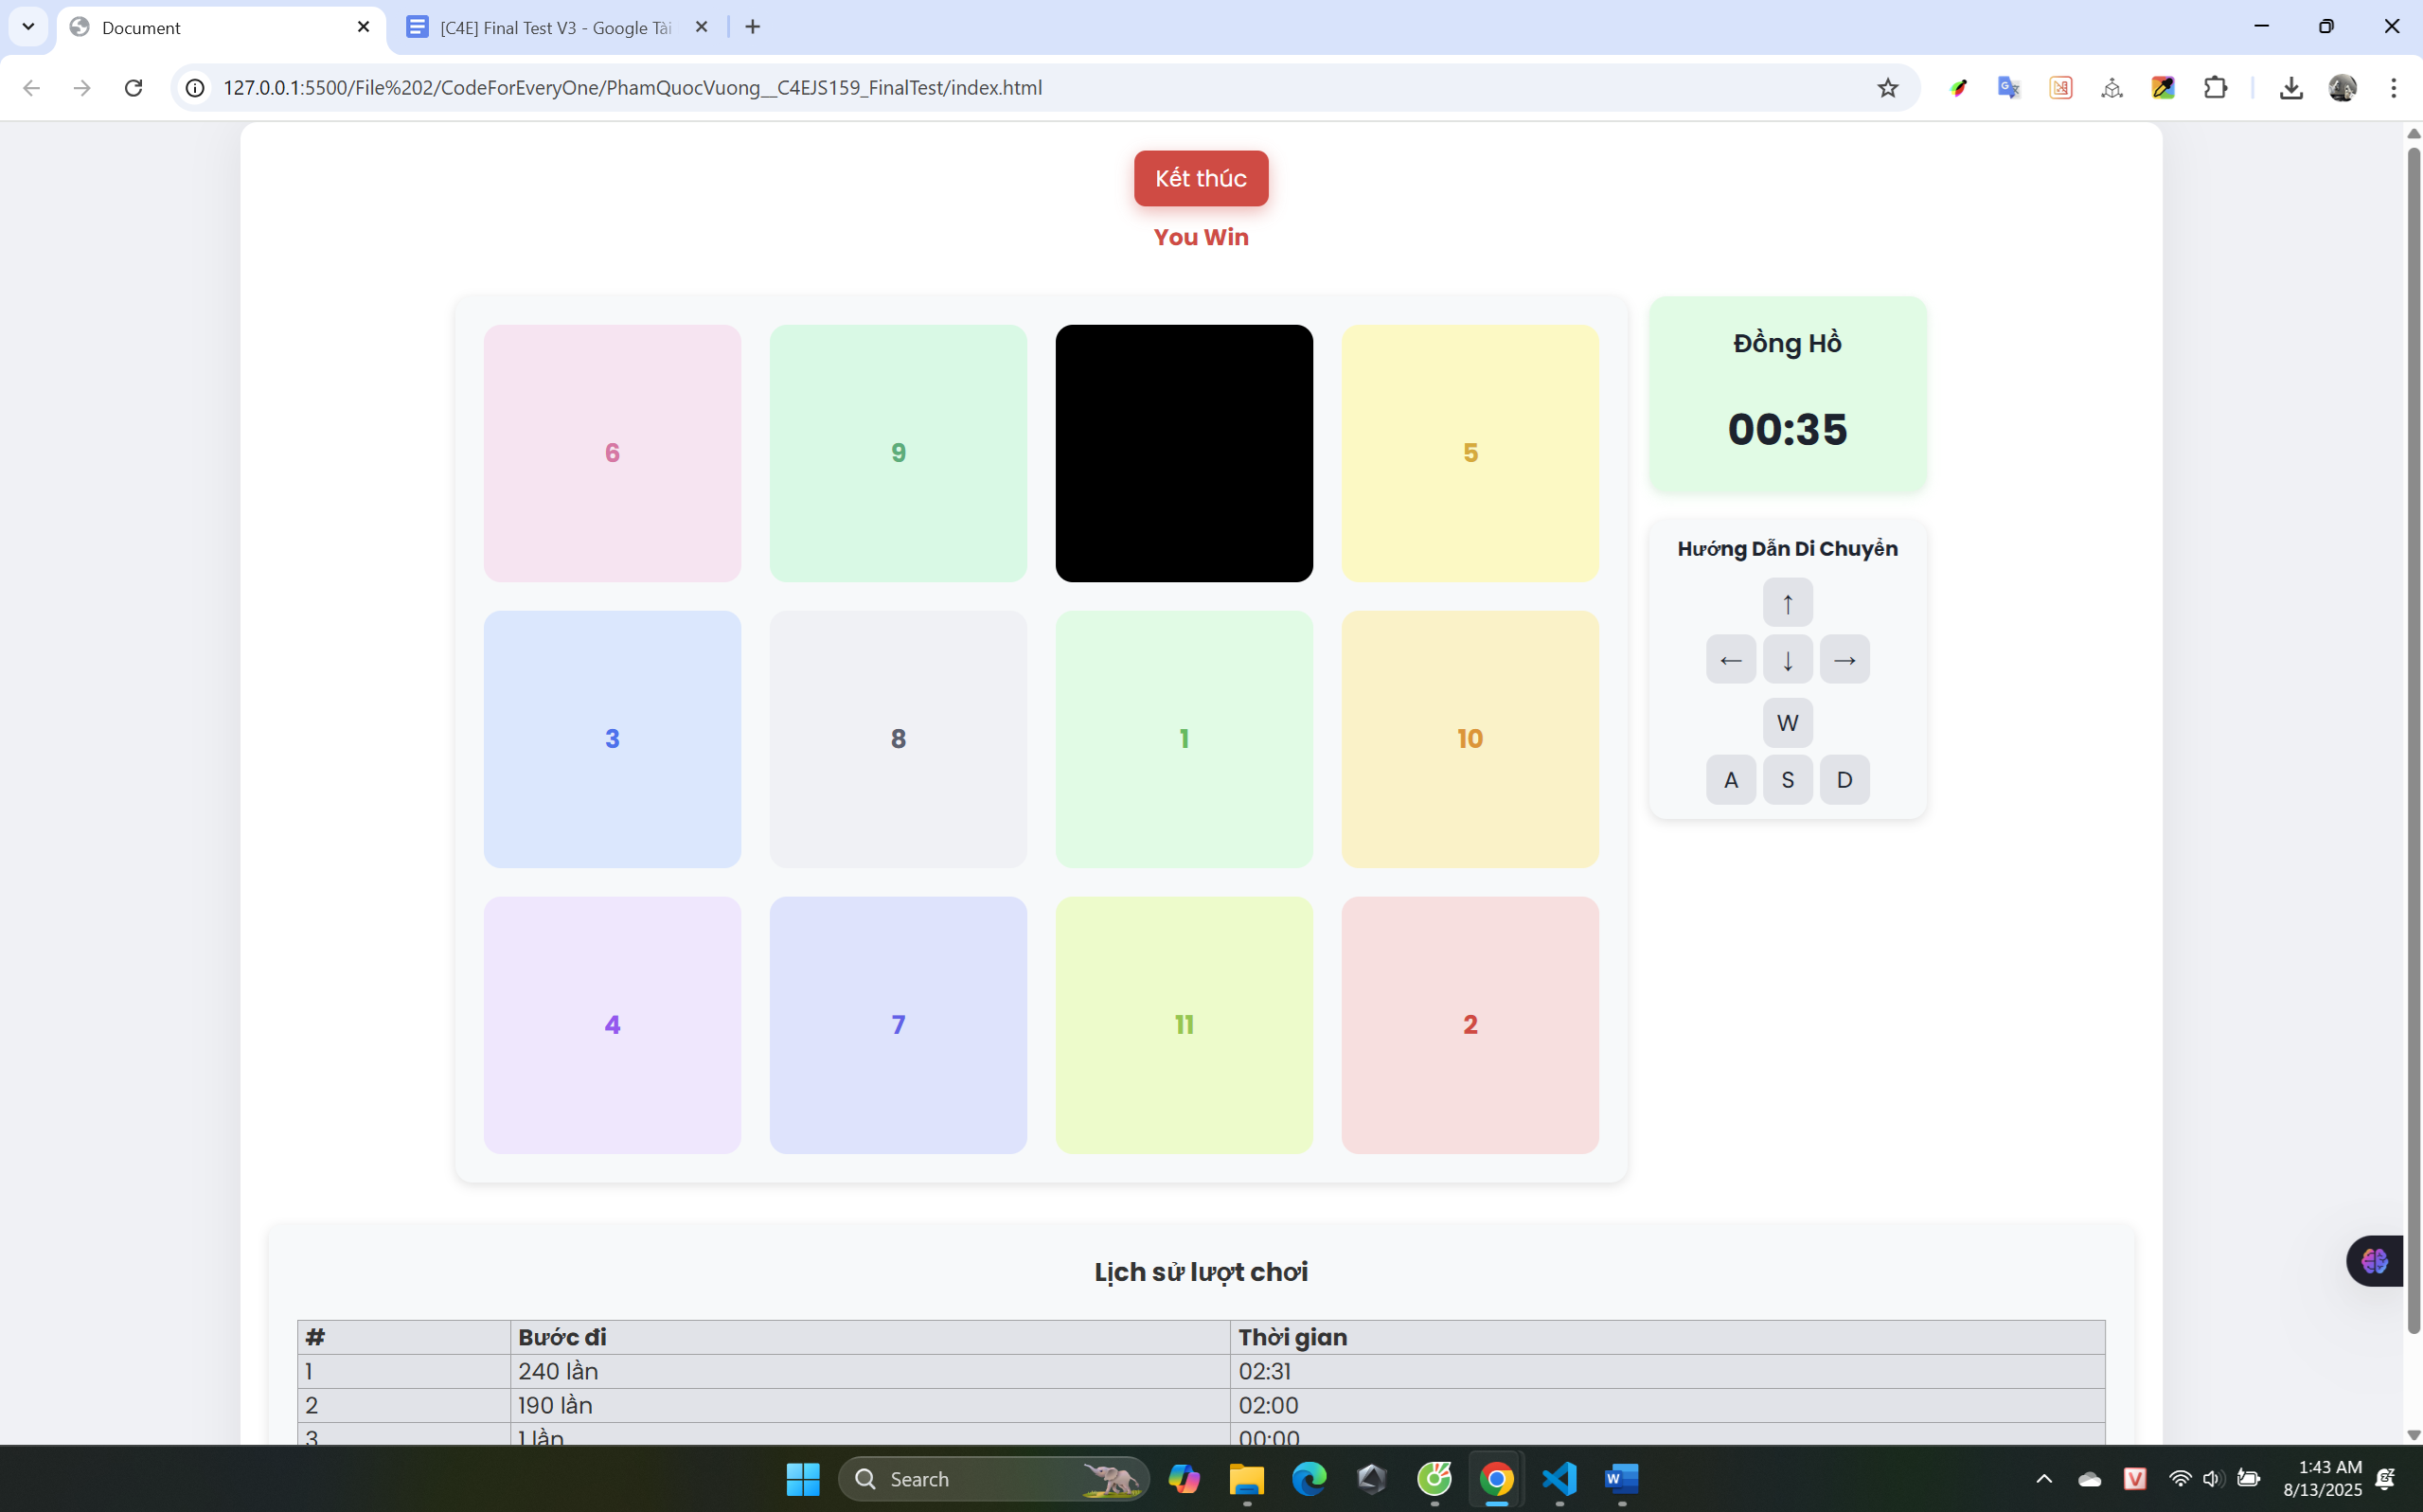 Document
[C4E] Final Test V3 - Google Tài
127.0.0.1:5500/File%202/CodeForEveryOne/PhamQuocVuong__C4EJS159_FinalTest/index.html
Kết thúc
You Win
6 9 5
3 8 1 10
4 7 11 2
Đồng Hồ
00:35
Hướng Dẫn Di Chuyển
↑
← ↓ →
W
A S D
Lịch sử lượt chơi
# Bước đi Thời gian
1 240 lần 02:31
2 190 lần 02:00
3 1 lần 00:00
Search
1:43 AM
8/13/2025